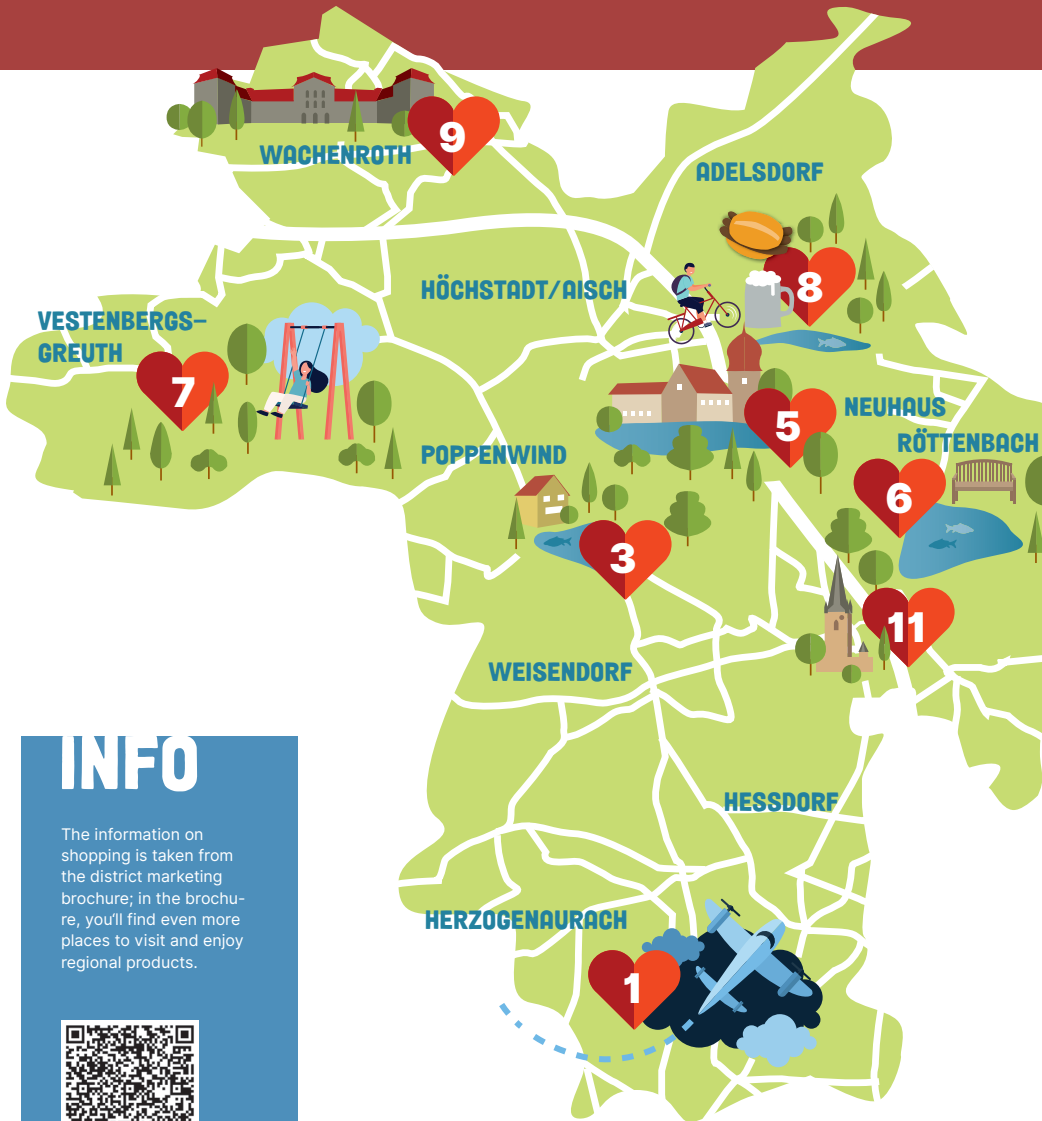 WACHENROTH
9
ADELSDORF
8
HÖCHSTADT/AISCH
VESTENBERGS–
GREUTH
7
5
NEUHAUS
RÖTTENBACH
6
POPPENWIND
3
11
WEISENDORF
HESSDORF
HERZOGENAURACH
1
INFO
The information on
shopping is taken from
the district marketing
brochure; in the brochu-
re, you'll find even more
places to visit and enjoy
regional products.